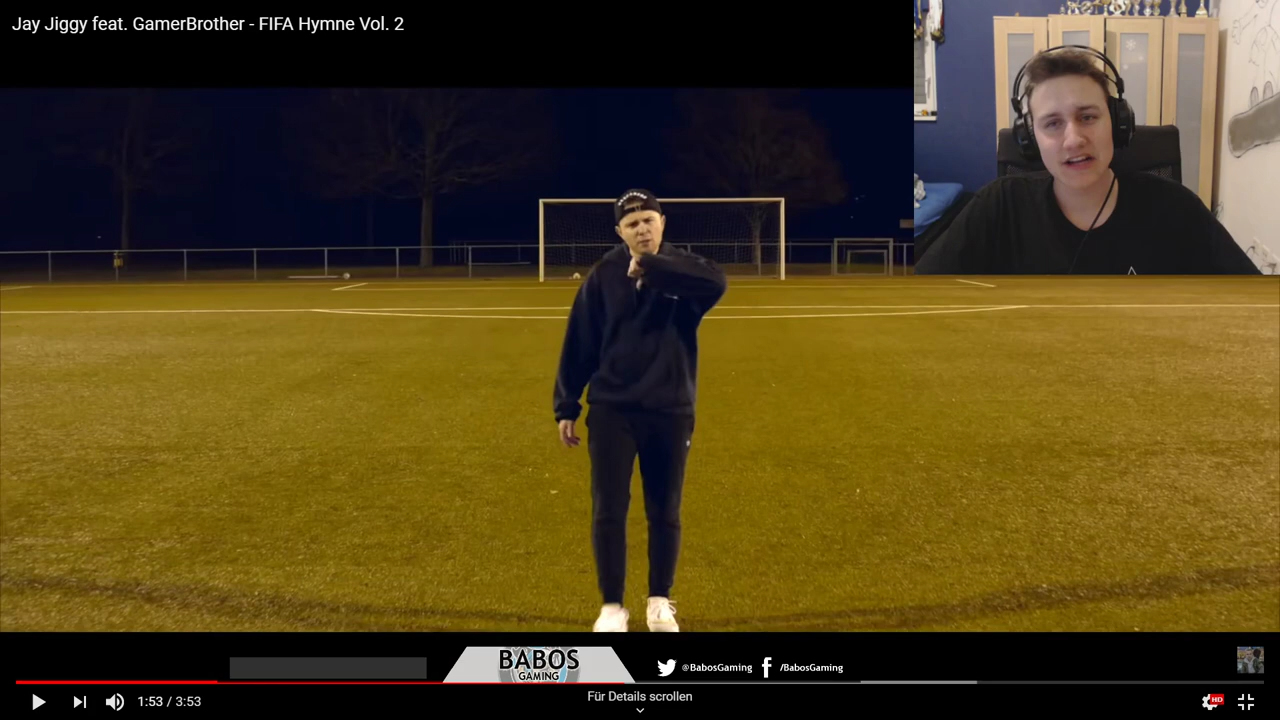 Jay Jiggy feat. GamerBrother - FIFA Hymne Vol. 2
BABOS
GAMING
@BabosGaming
/BabosGaming
1:53 / 3:53
Für Details scrollen
HD